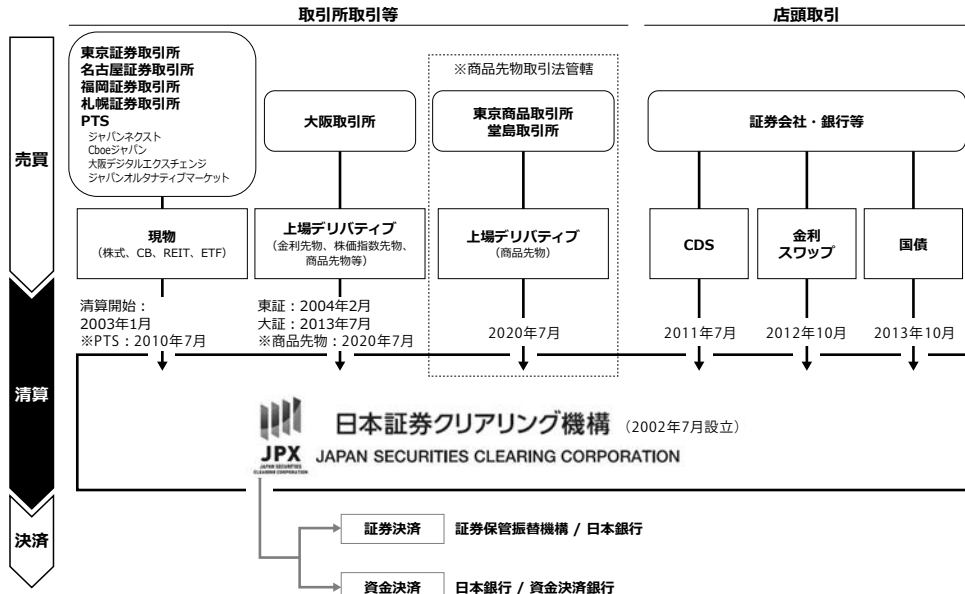 取引所取引等
店頭取引
売買
東京証券取引所
名古屋証券取引所
福岡証券取引所
札幌証券取引所
PTS
ジャパンネクスト
Cboeジャパン
大阪デジタルエクスチェンジ
ジャパンオルタナティブマーケット
大阪取引所
※商品先物取引法管轄
東京商品取引所
堂島取引所
証券会社・銀行等
現物
（株式、CB、REIT、ETF）
上場デリバティブ
（金利先物、株価指数先物、
商品先物等）
上場デリバティブ
（商品先物）
CDS
金利
スワップ
国債
清算
清算開始：
2003年1月
※PTS：2010年7月
東証：2004年2月
大証：2013年7月
※商品先物：2020年7月
2020年7月
2011年7月
2012年10月
2013年10月
JPX
JAPAN SECURITIES
CLEARING CORPORATION
日本証券クリアリング機構 （2002年7月設立）
JAPAN SECURITIES CLEARING CORPORATION
決済
証券決済 証券保管振替機構 / 日本銀行
資金決済 日本銀行 / 資金決済銀行